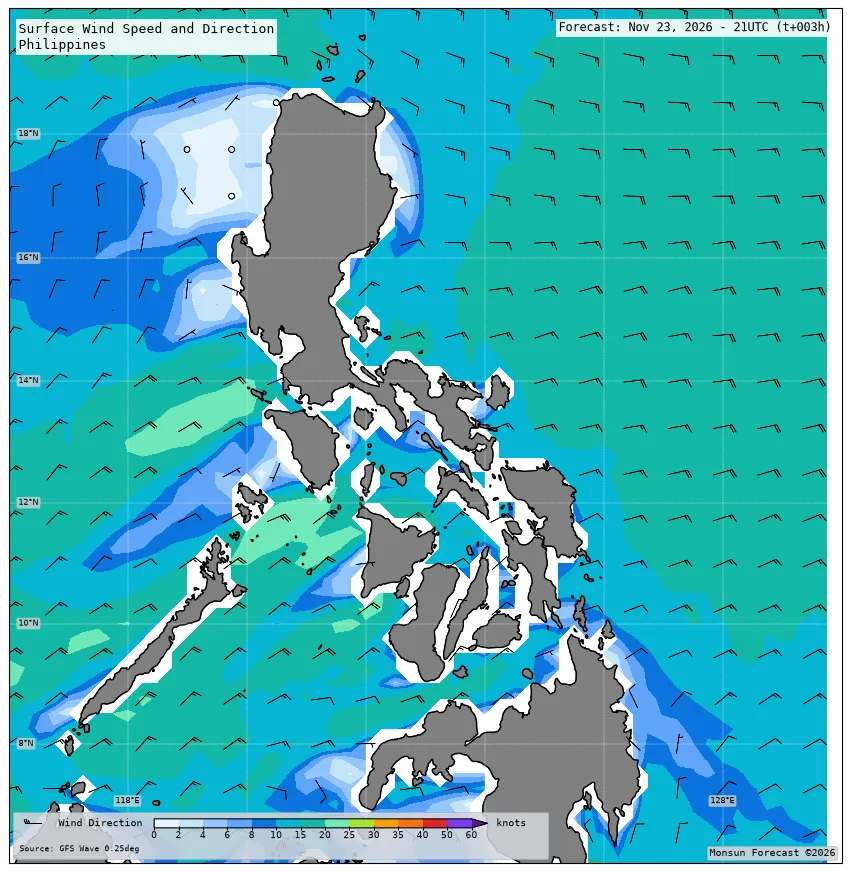 Surface Wind Speed and Direction
Philippines
Forecast: Nov 23, 2026 - 21UTC (t+003h)
18°N
16°N
14°N
12°N
10°N
8°N
118°E
128°E
Wind Direction
0 2 4 6 8 10 15 20 25 30 35 40 50 60
knots
Source: GFS Wave 0.25deg
Monsun Forecast ©2026